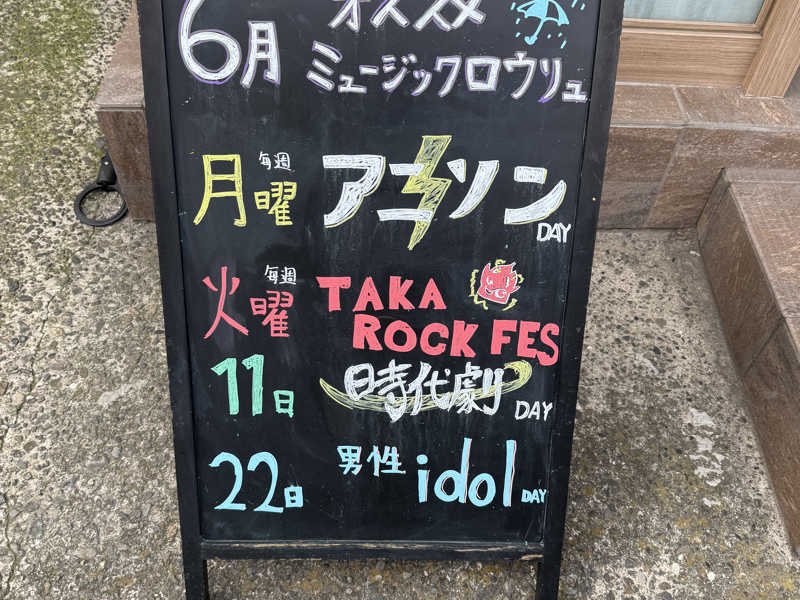 オススメ
6月 ミュージックロウリュ
毎週 月曜 アニソン DAY
毎週 火曜 TAKA
ROCK FES
11日 時代劇 DAY
22日 男性 idol DAY